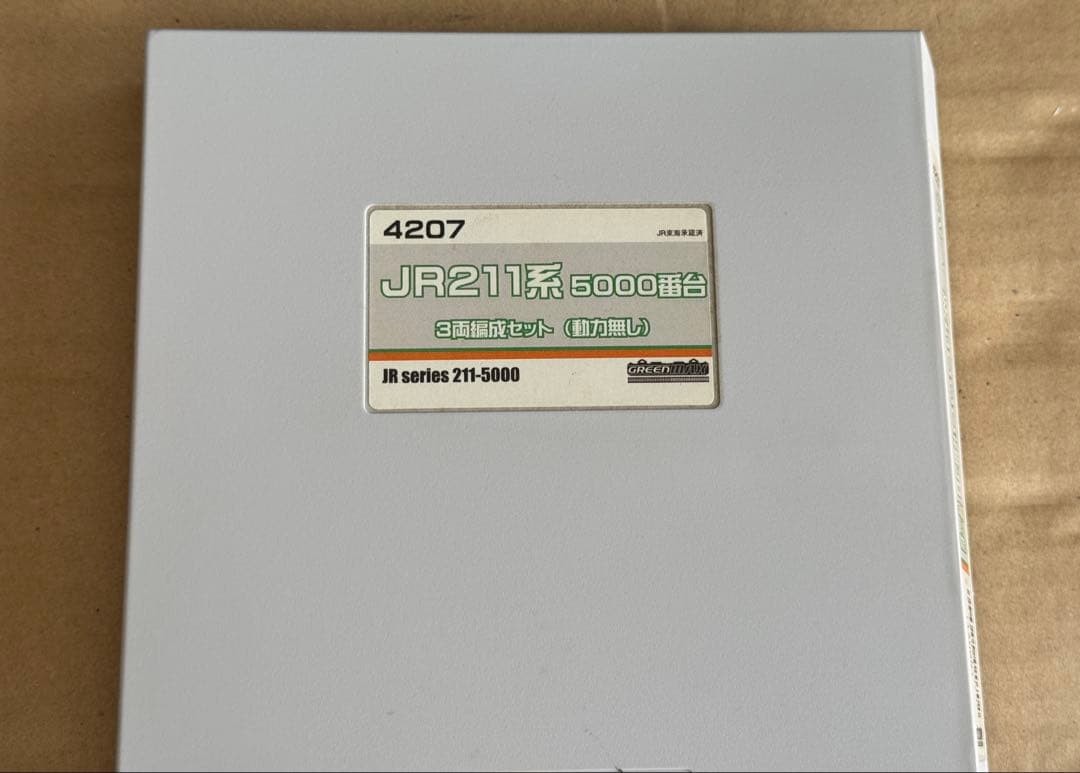 4207
JR東海承認済
JR211系 5000番台
3両編成セット（動力無し）
JR series 211-5000
GREENMAX